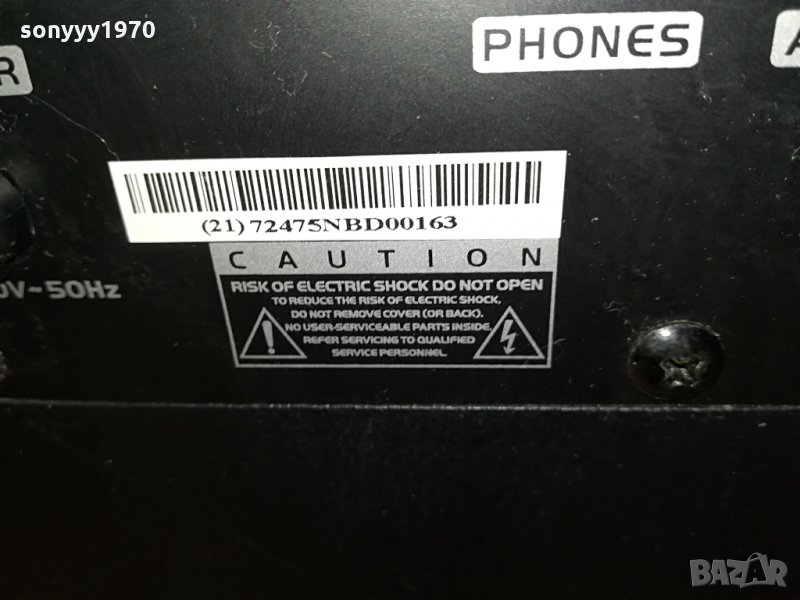 sonyyy1970
PHONES
A
R
(21) 72475NBD00163
CAUTION
V~50Hz
RISK OF ELECTRIC SHOCK DO NOT OPEN
TO REDUCE THE RISK OF ELECTRIC SHOCK,
DO NOT REMOVE COVER (OR BACK).
NO USER-SERVICEABLE PARTS INSIDE.
REFER SERVICING TO QUALIFIED
SERVICE PERSONNEL
BAZAR